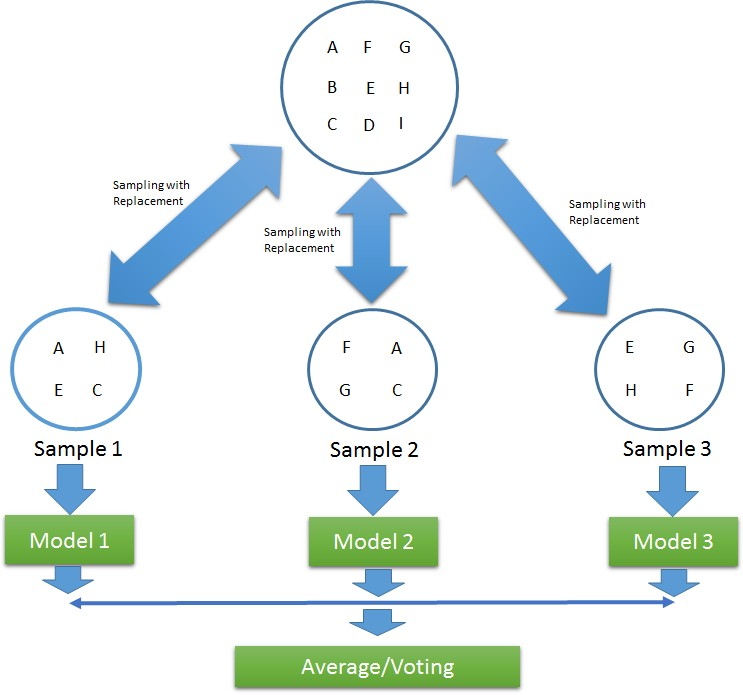 A F G
B E H
C D I
Sampling with
Replacement
Sampling with
Replacement
Sampling with
Replacement
A H
E C
F A
G C
E G
H F
Sample 1
Sample 2
Sample 3
Model 1
Model 2
Model 3
Average/Voting